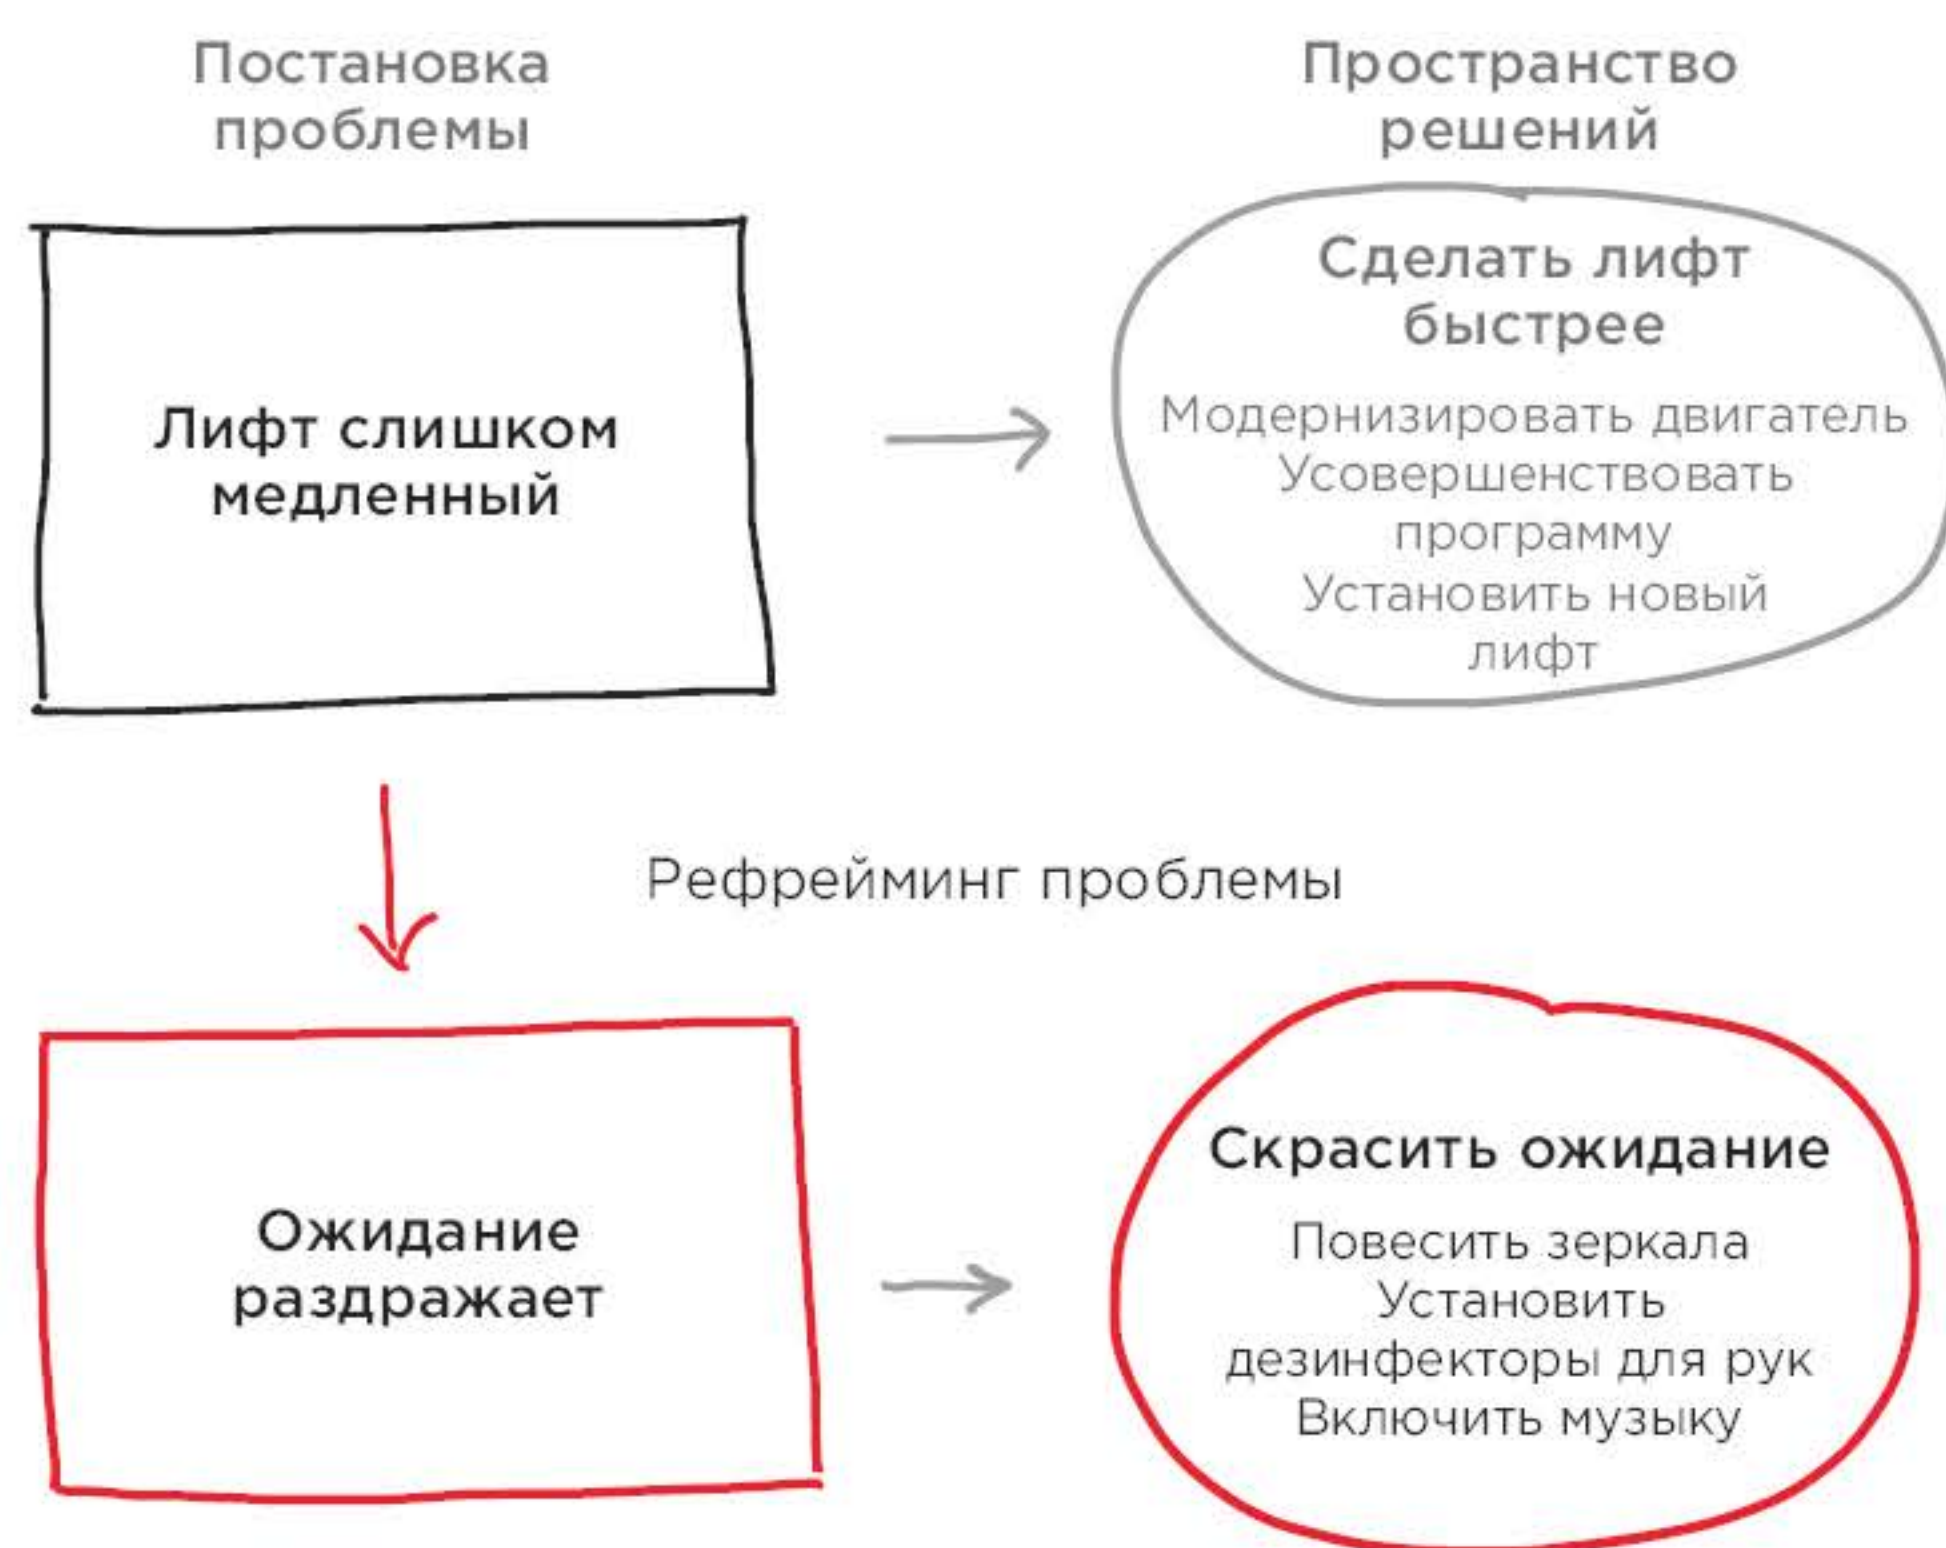 Постановка
проблемы
Пространство
решений
Лифт слишком
медленный
Сделать лифт
быстрее
Модернизировать двигатель
Усовершенствовать
программу
Установить новый
лифт
Рефрейминг проблемы
Ожидание
раздражает
Скрасить ожидание
Повесить зеркала
Установить
дезинфекторы для рук
Включить музыку